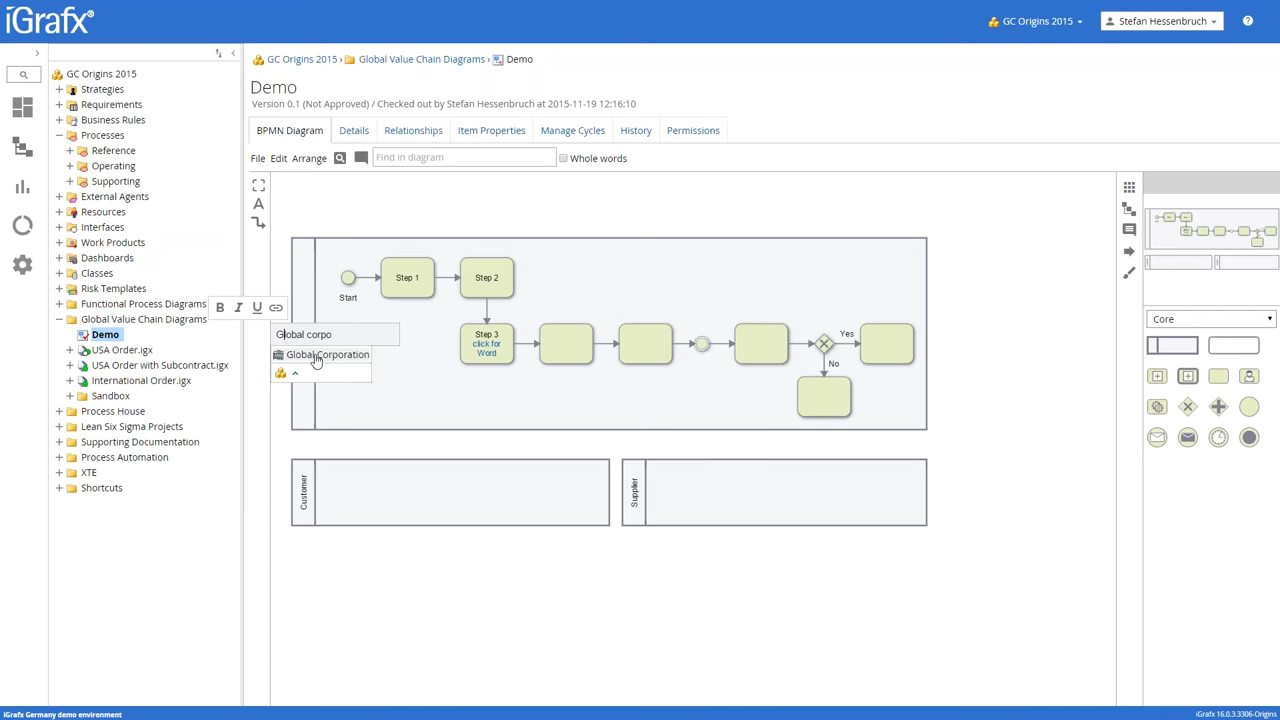 iGrafx®
GC Origins 2015
Stefan Hessenbruch
GC Origins 2015
Strategies
Requirements
Business Rules
Processes
Reference
Operating
Supporting
External Agents
Resources
Interfaces
Work Products
Dashboards
Classes
Risk Templates
Functional Process Diagrams
Global Value Chain Diagrams
Demo
USA Order.igx
USA Order with Subcontract.igx
International Order.igx
Sandbox
Process House
Lean Six Sigma Projects
Supporting Documentation
Process Automation
XTE
Shortcuts
GC Origins 2015 › Global Value Chain Diagrams › Demo
Demo
Version 0.1 (Not Approved) / Checked out by Stefan Hessenbruch at 2015-11-19 12:16:10
BPMN Diagram Details Relationships Item Properties Manage Cycles History Permissions
File Edit Arrange Find in diagram Whole words
A
B I U
Global corpo
Global Corporation
Start
Step 1
Step 2
Step 3
click for
Word
Yes
No
Customer
Supplier
Core
iGrafx Germany demo environment
iGrafx 16.0.3.3306-Origins